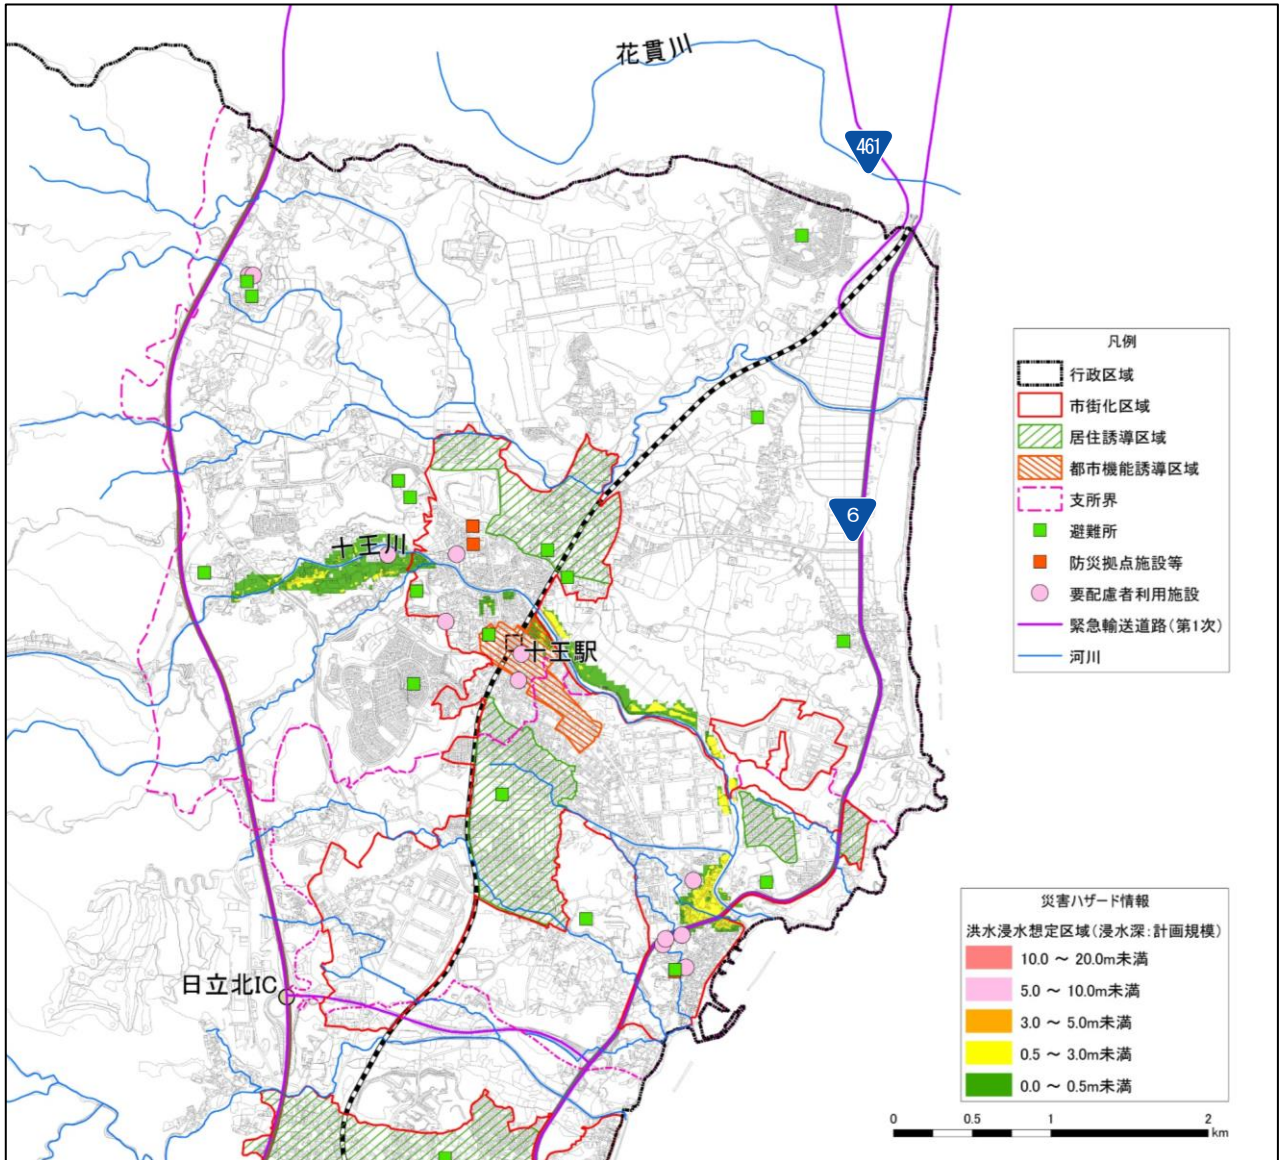 花貫川
461
凡例
行政区域
市街化区域
居住誘導区域
都市機能誘導区域
支所界
避難所
防災拠点施設等
要配慮者利用施設
緊急輸送道路(第1次)
河川
6
十王川
十王駅
日立北IC
災害ハザード情報
洪水浸水想定区域(浸水深:計画規模)
10.0 ～ 20.0m未満
5.0 ～ 10.0m未満
3.0 ～ 5.0m未満
0.5 ～ 3.0m未満
0.0 ～ 0.5m未満
0 0.5 1 2
km